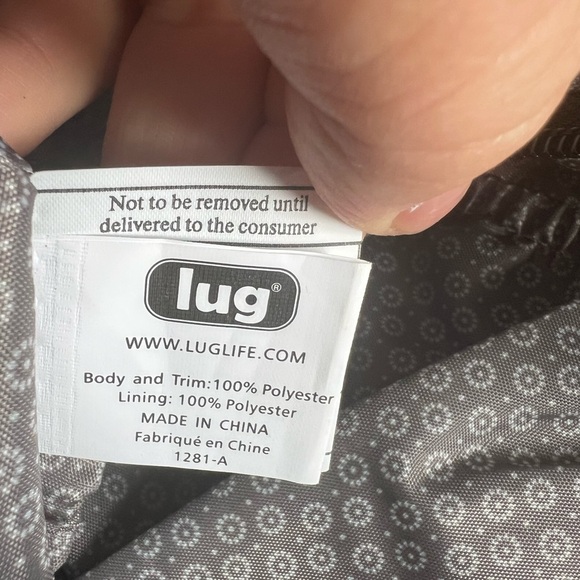 Not to be removed until
delivered to the consumer
lug®
WWW.LUGLIFE.COM
Body and Trim:100% Polyester
Lining: 100% Polyester
MADE IN CHINA
Fabriqué en Chine
1281-A